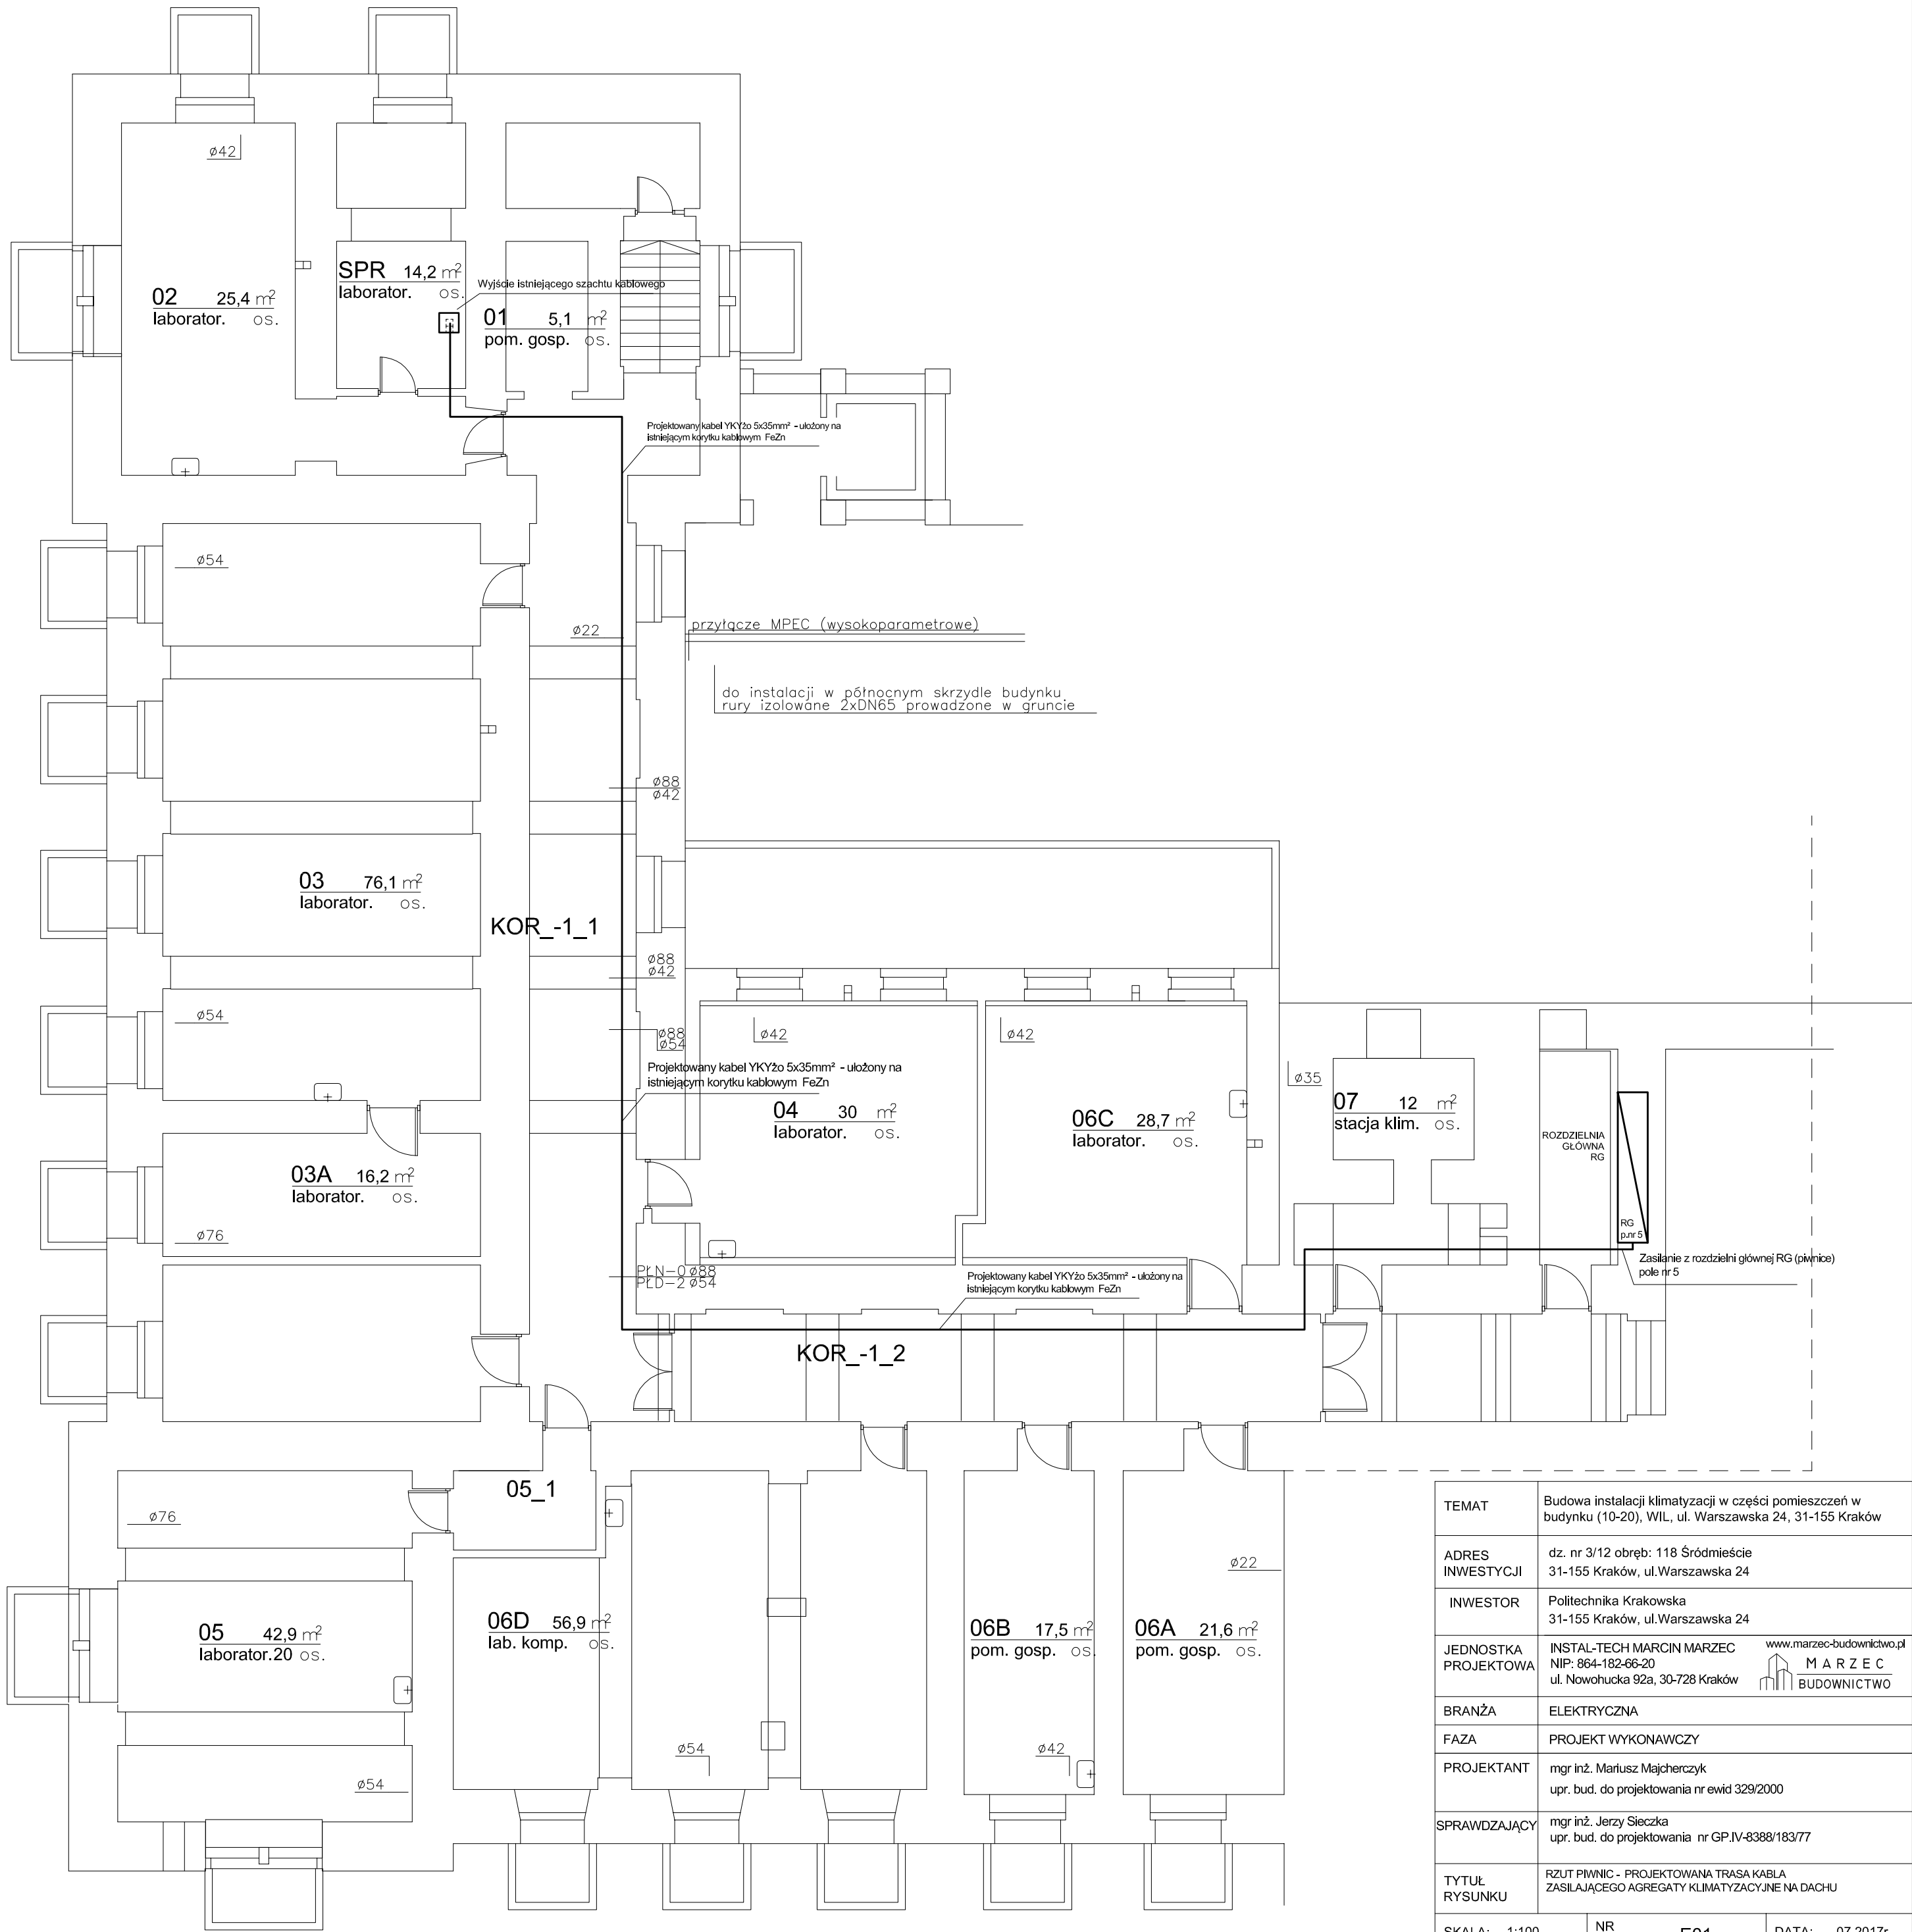 ø42
SPR 14,2 m²
laborator. os.
Wyjście istniejącego szachtu kablowego
02 25,4 m²
laborator. os.
01 5,1 m²
pom. gosp. os.
Projektowany kabel YKYżo 5x35mm² - ułożony na
istniejącym korytku kablowym FeZn
ø54
ø22
przyłącze MPEC (wysokoparametrowe)
do instalacji w północnym skrzydle budynku
rury izolowane 2xDN65 prowadzone w gruncie
ø88
ø42
03 76,1 m²
laborator. os.
KOR_-1_1
ø88
ø42
ø54
ø88
ø54
ø42
ø42
Projektowany kabel YKYżo 5x35mm² - ułożony na
istniejącym korytku kablowym FeZn
ø35
04 30 m²
laborator. os.
06C 28,7 m²
laborator. os.
07 12 m²
stacja klim. os.
ROZDZIELNIA
GŁÓWNA
RG
03A 16,2 m²
laborator. os.
ø76
RG
p.nr 5
Zasilanie z rozdzielni głównej RG (piwnice)
pole nr 5
PŁN-0 ø88
PŁD-2 ø54
Projektowany kabel YKYżo 5x35mm² - ułożony na
istniejącym korytku kablowym FeZn
KOR_-1_2
05_1
ø76
ø22
05 42,9 m²
laborator.20 os.
06D 56,9 m²
lab. komp. os.
06B 17,5 m²
pom. gosp. os.
06A 21,6 m²
pom. gosp. os.
ø54
ø42
ø54
TEMAT
Budowa instalacji klimatyzacji w części pomieszczeń w
budynku (10-20), WIL, ul. Warszawska 24, 31-155 Kraków
ADRES
INWESTYCJI
dz. nr 3/12 obręb: 118 Śródmieście
31-155 Kraków, ul.Warszawska 24
INWESTOR
Politechnika Krakowska
31-155 Kraków, ul.Warszawska 24
JEDNOSTKA
PROJEKTOWA
INSTAL-TECH MARCIN MARZEC
NIP: 864-182-66-20
ul. Nowohucka 92a, 30-728 Kraków
www.marzec-budownictwo.pl
MARZEC
BUDOWNICTWO
BRANŻA
ELEKTRYCZNA
FAZA
PROJEKT WYKONAWCZY
PROJEKTANT
mgr inż. Mariusz Majcherczyk
upr. bud. do projektowania nr ewid 329/2000
SPRAWDZAJĄCY
mgr inż. Jerzy Sieczka
upr. bud. do projektowania nr GP.IV-8388/183/77
TYTUŁ
RYSUNKU
RZUT PIWNIC - PROJEKTOWANA TRASA KABLA
ZASILAJĄCEGO AGREGATY KLIMATYZACYJNE NA DACHU
SKALA: 1:100
NR
E01
DATA: 07.2017r.